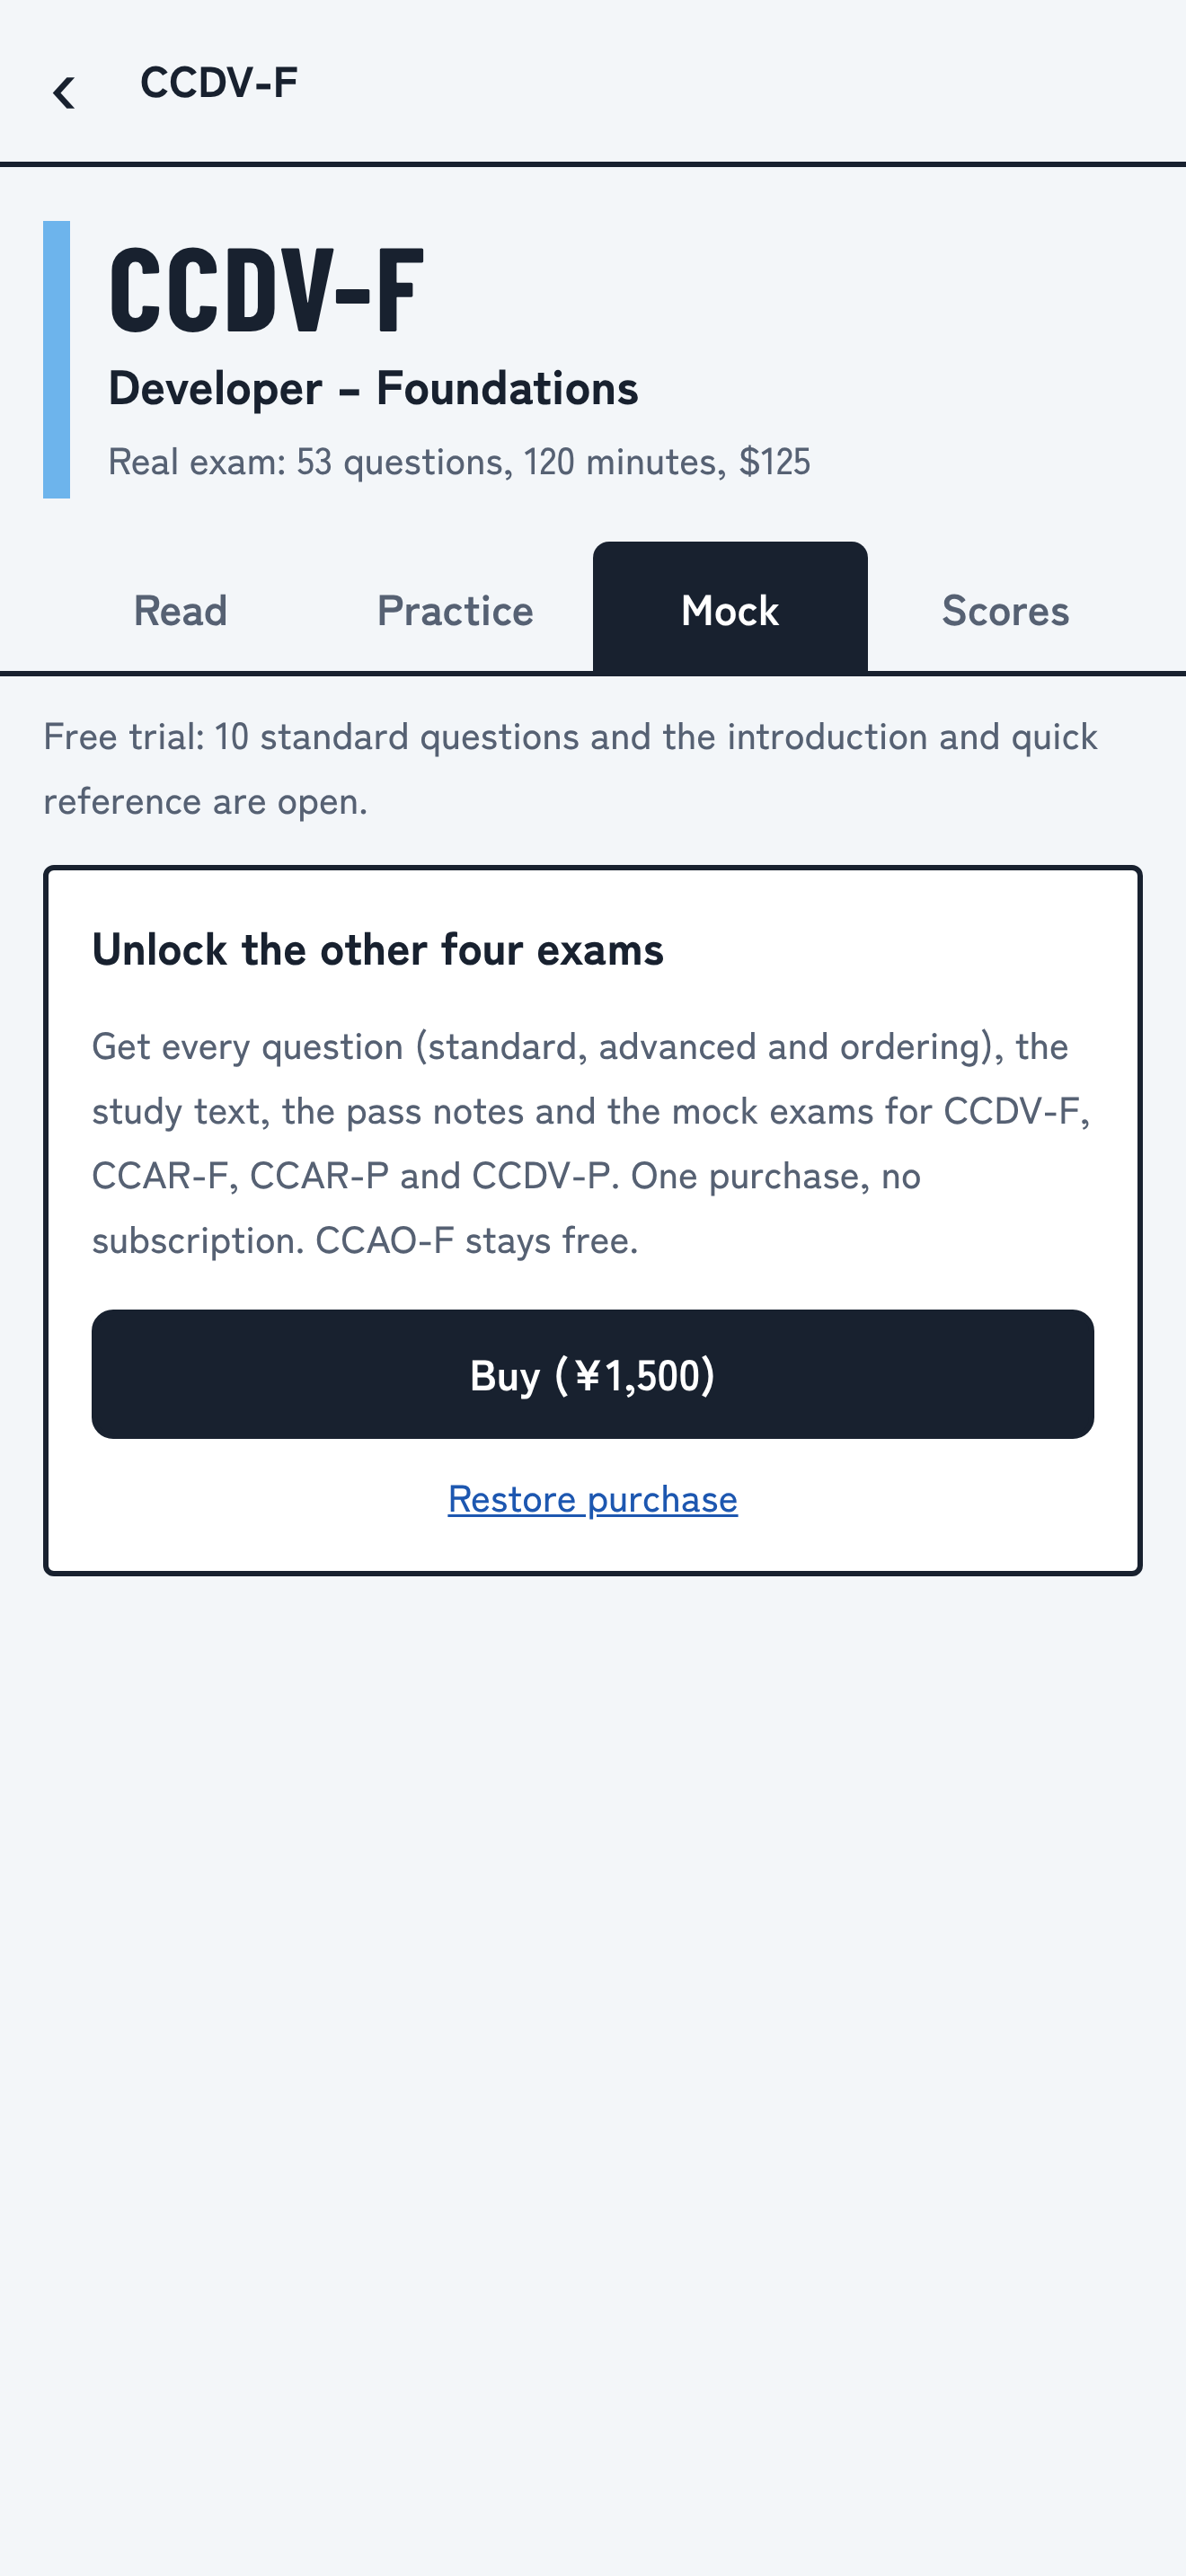 CCDV-F
CCDV-F
Developer – Foundations
Real exam: 53 questions, 120 minutes, $125
Read Practice Mock Scores
Free trial: 10 standard questions and the introduction and quick
reference are open.
Unlock the other four exams
Get every question (standard, advanced and ordering), the
study text, the pass notes and the mock exams for CCDV-F,
CCAR-F, CCAR-P and CCDV-P. One purchase, no
subscription. CCAO-F stays free.
Buy (¥1,500)
Restore purchase